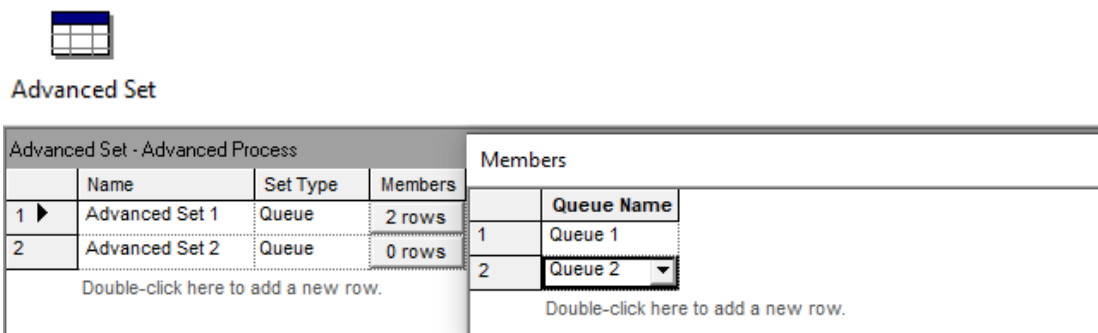 Advanced Set
Advanced Set - Advanced Process
Name Set Type Members
1 Advanced Set 1 Queue 2 rows
2 Advanced Set 2 Queue 0 rows
Double-click here to add a new row.
Members
Queue Name
1 Queue 1
2 Queue 2
Double-click here to add a new row.